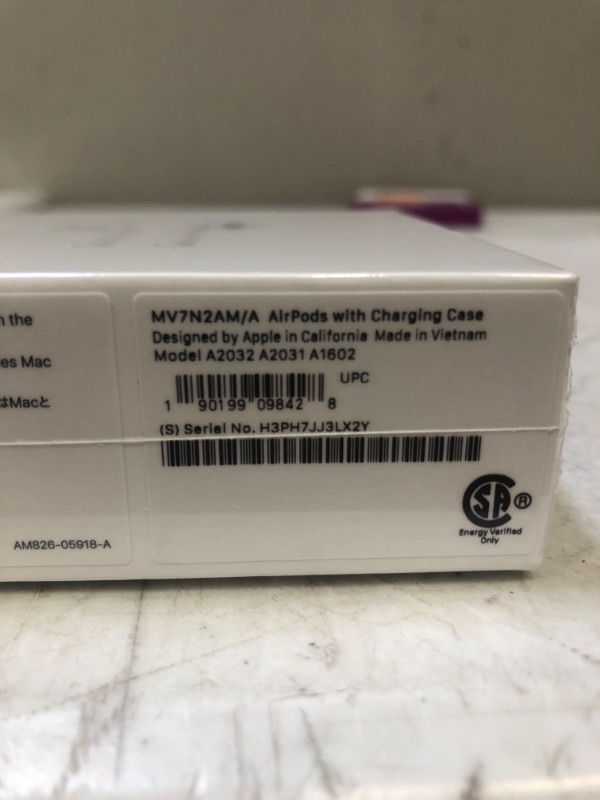 n the
es Mac
はMacと
AM826-05918-A
MV7N2AM/A AirPods with Charging Case
Designed by Apple in California Made in Vietnam
Model A2032 A2031 A1602
UPC
1 90199 09842 8
(S) Serial No. H3PH7JJ3LX2Y
SA ®
Energy Verified
Only